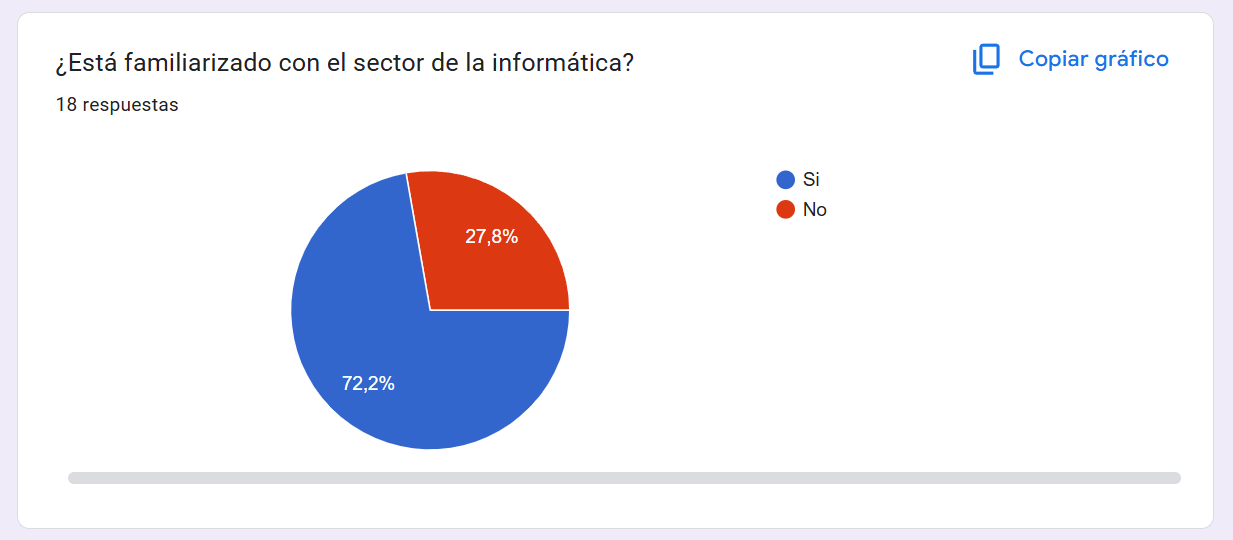 ¿Está familiarizado con el sector de la informática?
Copiar gráfico
18 respuestas
Si
No
27,8%
72,2%